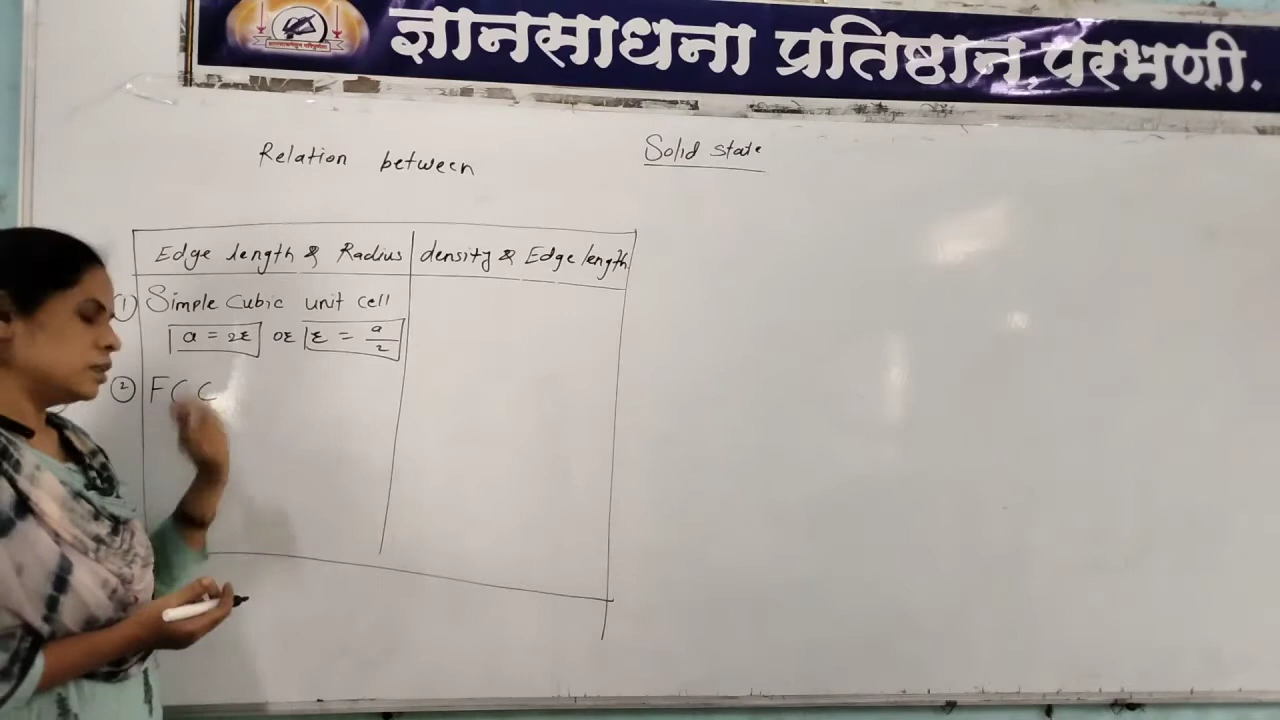 ज्ञानसाधना प्रतिष्ठान, परभणी.
Relation between
Solid state
Edge length & Radius
density & Edge length
① Simple cubic unit cell
a = 2r or r = a/2
② FCC